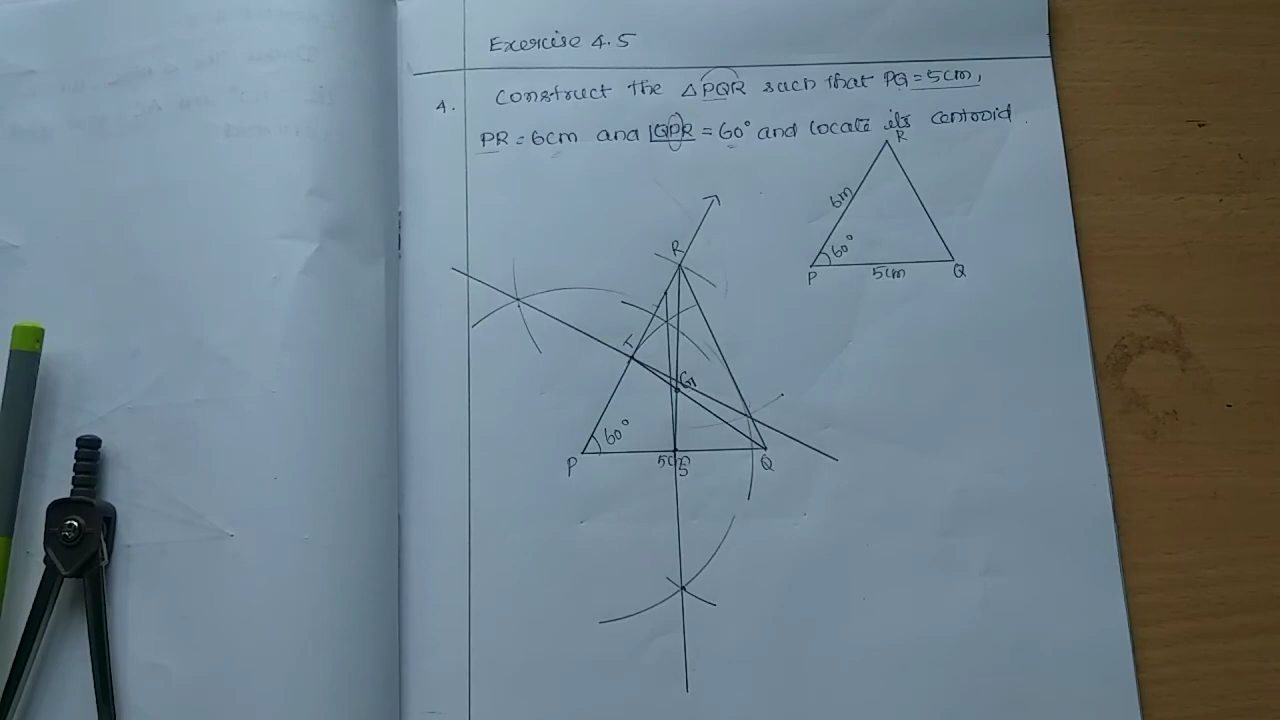 Exercise 4.5
4. Construct the △PQR such that PQ = 5cm,
PR = 6cm and ∠QPR = 60° and locate its centroid.
R
6m
60°
P
5cm
Q
R
T
G
60°
P
5cm
S
Q